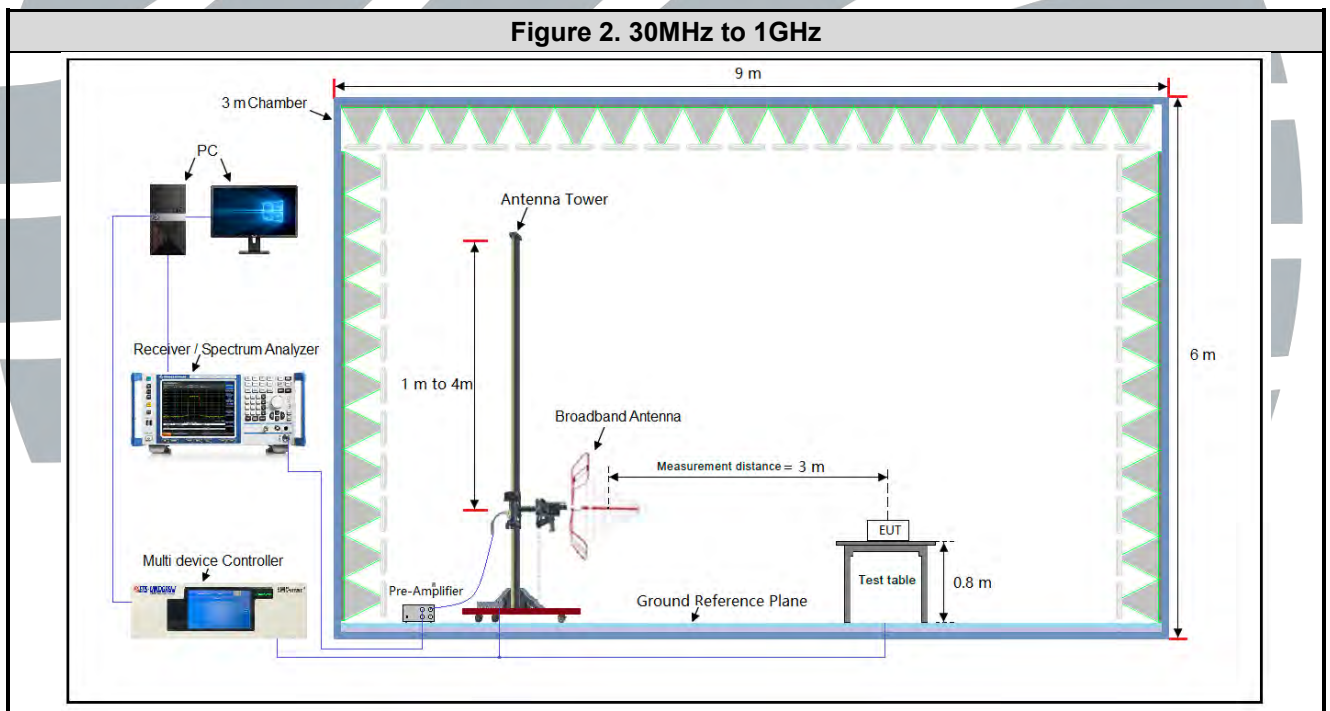 Figure 2. 30MHz to 1GHz
9 m
3 m Chamber
PC
Antenna Tower
Receiver / Spectrum Analyzer
6 m
1 m to 4m
Broadband Antenna
Measurement distance = 3 m
EUT
Multi device Controller
Test table
0.8 m
Pre-Amplifier
Ground Reference Plane